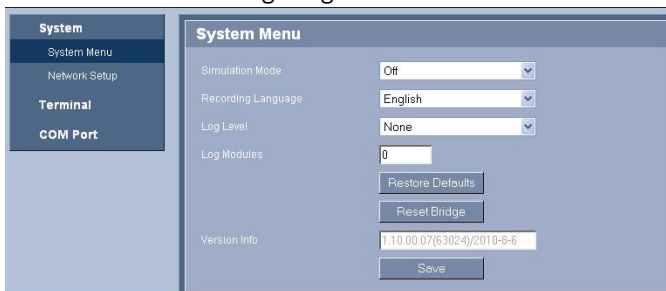 System
System Menu
Network Setup
Terminal
COM Port
System Menu
Simulation Mode Off
Recording Language English
Log Level None
Log Modules 0
Restore Defaults
Reset Bridge
Version Info 1.10.00.07(63024)/2010-8-6
Save